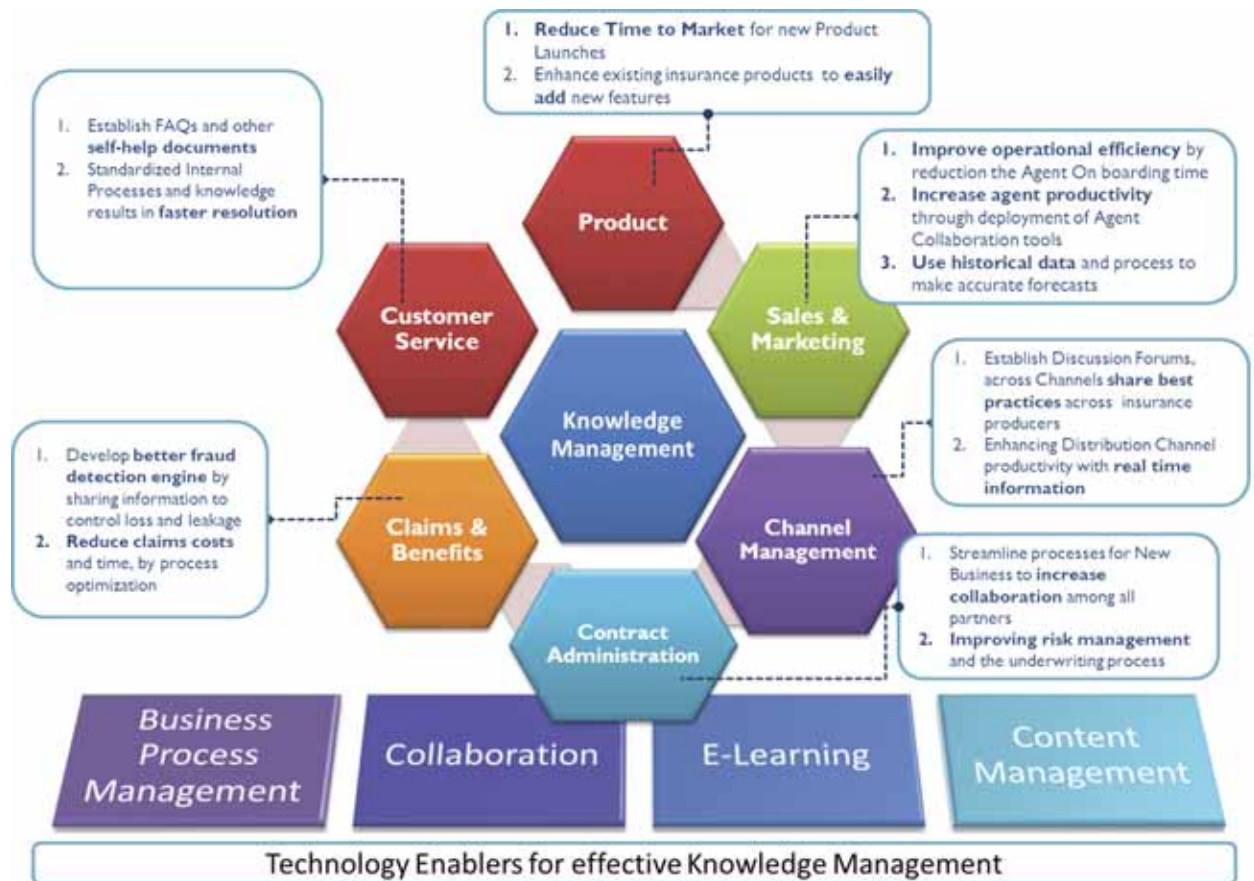 1. Reduce Time to Market for new Product
Launches
2. Enhance existing insurance products to easily
add new features
1. Establish FAQs and other
self-help documents
2. Standardized Internal
Processes and knowledge
results in faster resolution
1. Improve operational efficiency by
reduction the Agent On boarding time
2. Increase agent productivity
through deployment of Agent
Collaboration tools
3. Use historical data and process to
make accurate forecasts
Product
Customer
Service
Sales &
Marketing
Knowledge
Management
1. Establish Discussion Forums,
across Channels share best
practices across insurance
producers
2. Enhancing Distribution Channel
productivity with real time
information
1. Develop better fraud
detection engine by
sharing information to
control loss and leakage
2. Reduce claims costs
and time, by process
optimization
Claims &
Benefits
Channel
Management
1. Streamline processes for New
Business to increase
collaboration among all
partners
2. Improving risk management
and the underwriting process
Contract
Administration
Business
Process
Management
Collaboration
E-Learning
Content
Management
Technology Enablers for effective Knowledge Management